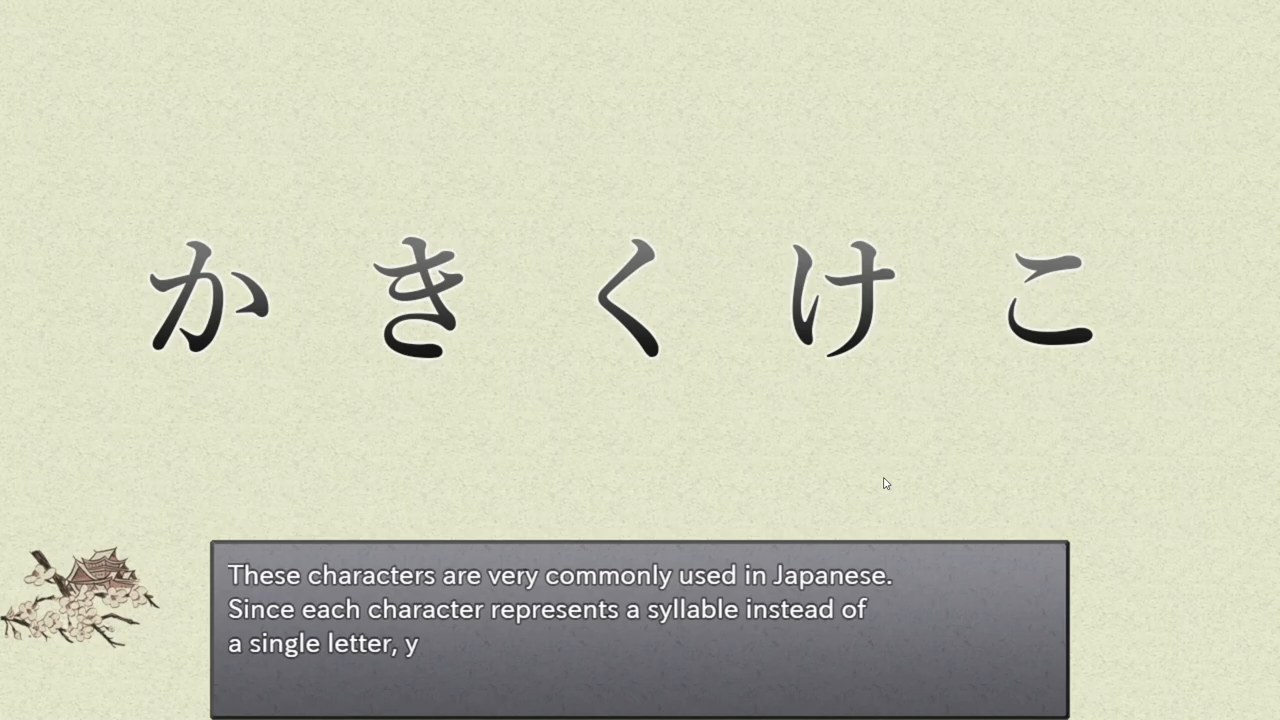 か き く け こ
These characters are very commonly used in Japanese.
Since each character represents a syllable instead of
a single letter, y